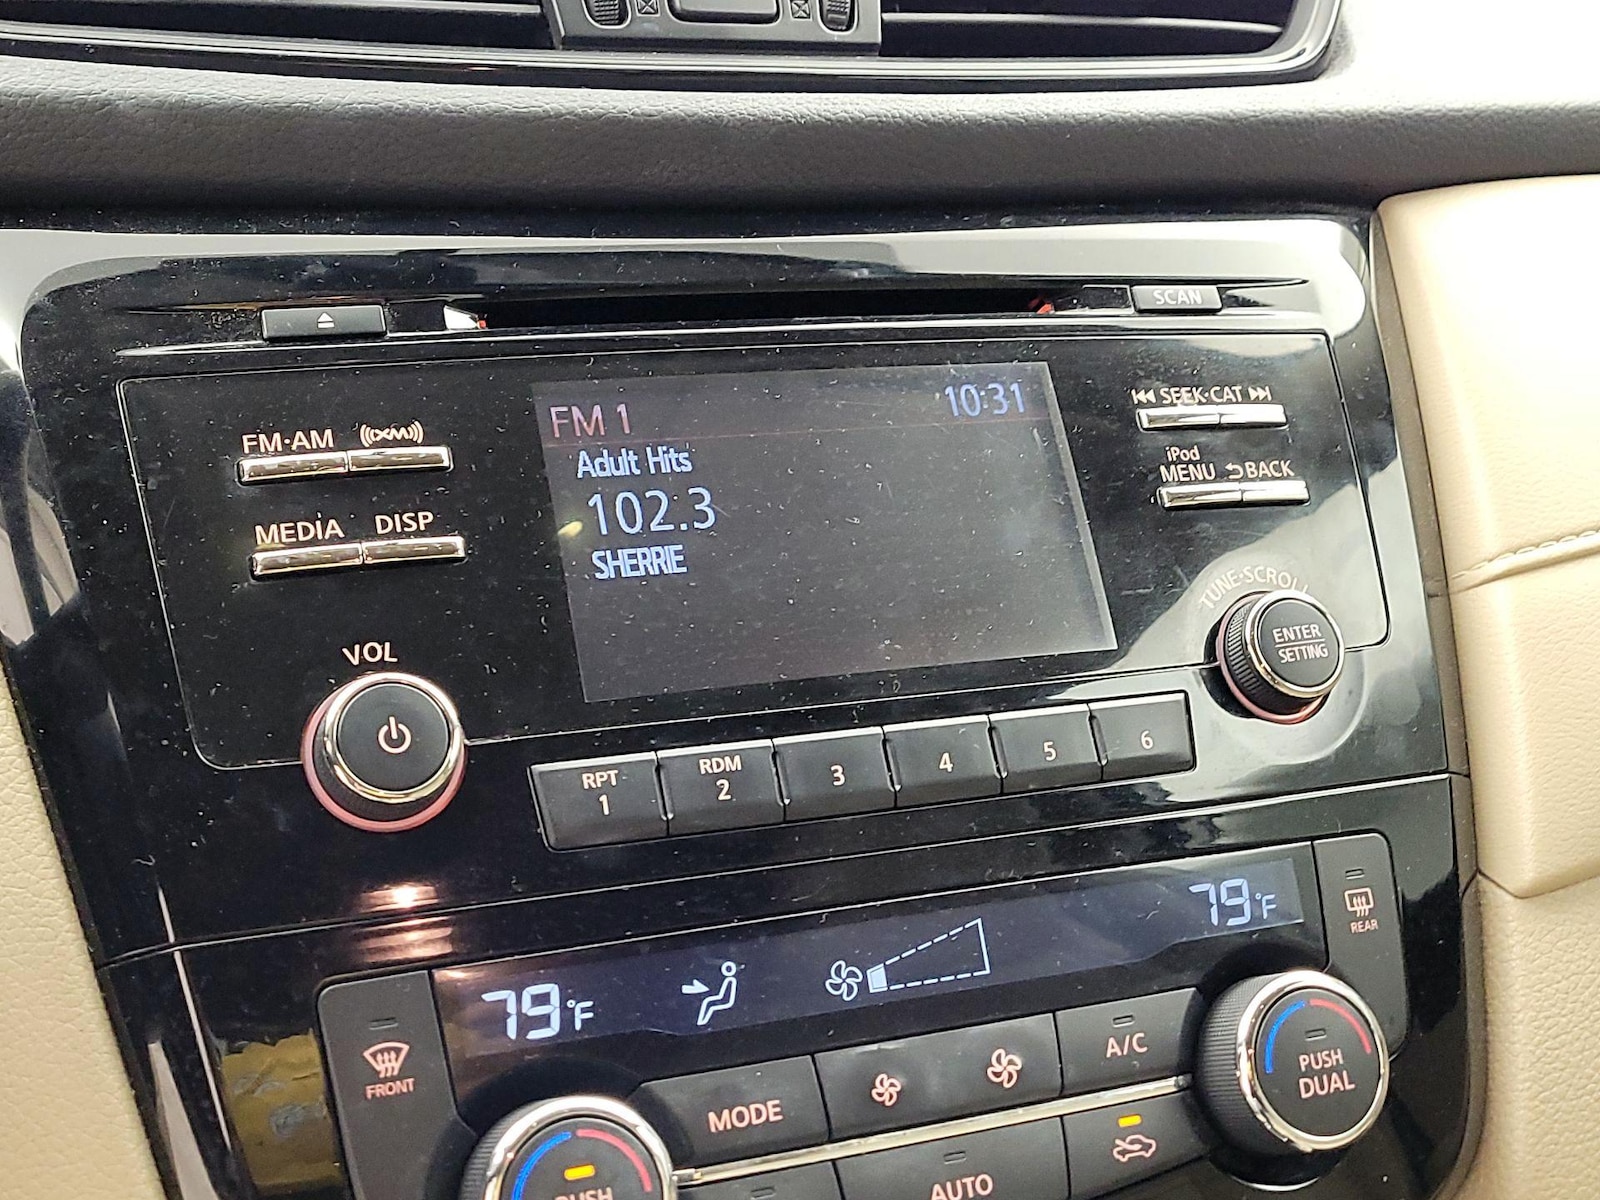 SCAN
FM·AM ((XM))
SEEK·CAT
FM 1 10:31
Adult Hits
102.3
SHERRIE
iPod
MENU BACK
MEDIA DISP
TUNE·SCROLL
ENTER
SETTING
VOL
RPT
1
RDM
2
3
4
5
6
79°F
79°F
REAR
FRONT
MODE
A/C
PUSH
DUAL
AUTO
PUSH